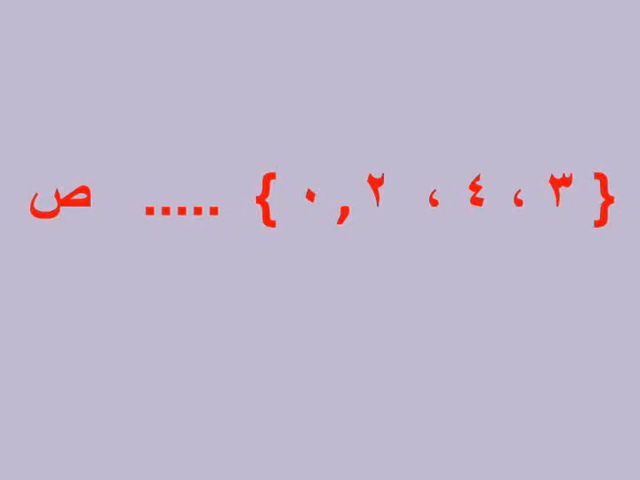 { ٣ ، ٤ ، ٠,٢ } ..... ص